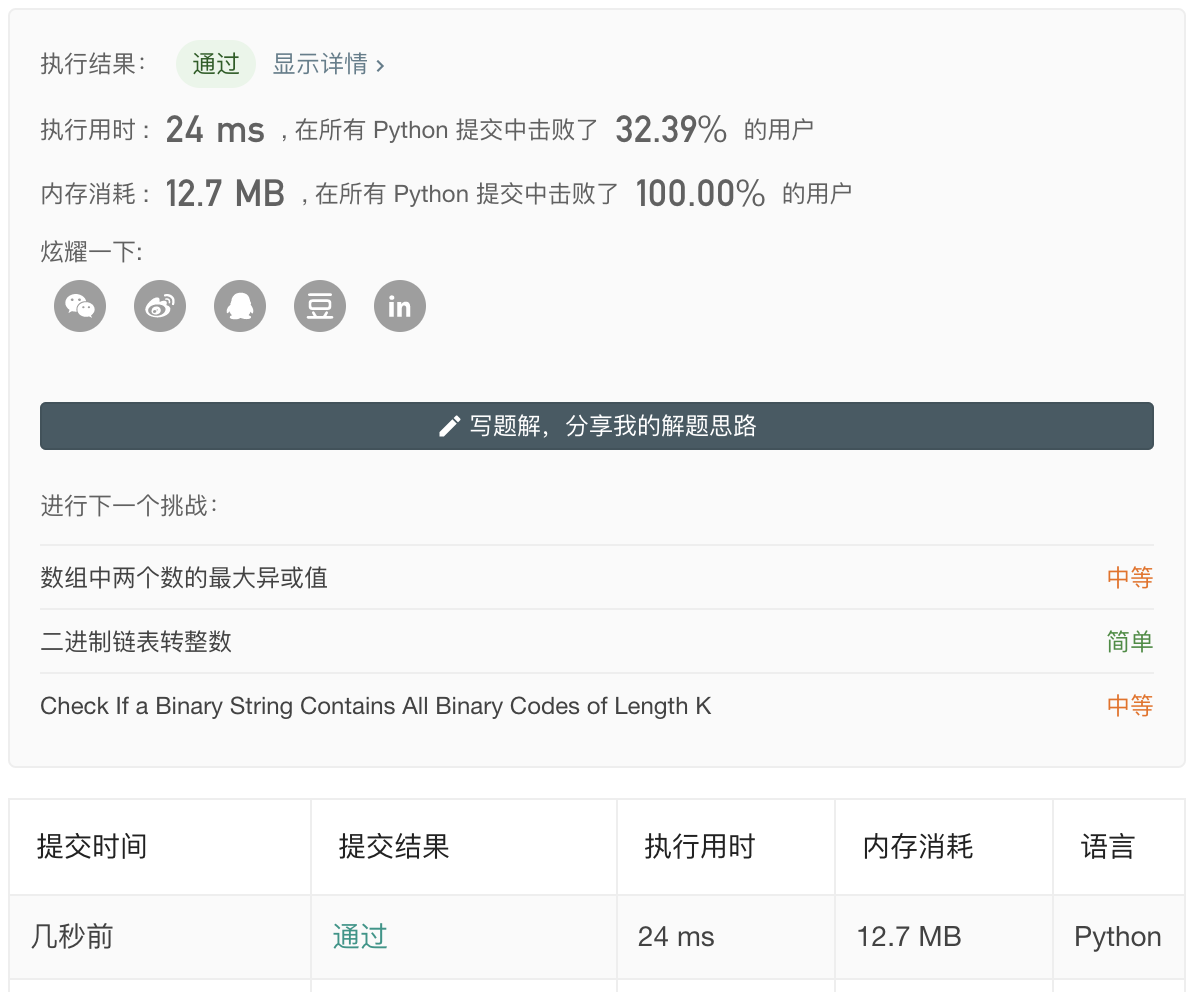 执行结果： 通过 显示详情 ›
执行用时 : 24 ms , 在所有 Python 提交中击败了 32.39% 的用户
内存消耗 : 12.7 MB , 在所有 Python 提交中击败了 100.00% 的用户
炫耀一下:
豆 in
写题解，分享我的解题思路
进行下一个挑战：
数组中两个数的最大异或值 中等
二进制链表转整数 简单
Check If a Binary String Contains All Binary Codes of Length K 中等
提交时间 提交结果 执行用时 内存消耗 语言
几秒前 通过 24 ms 12.7 MB Python